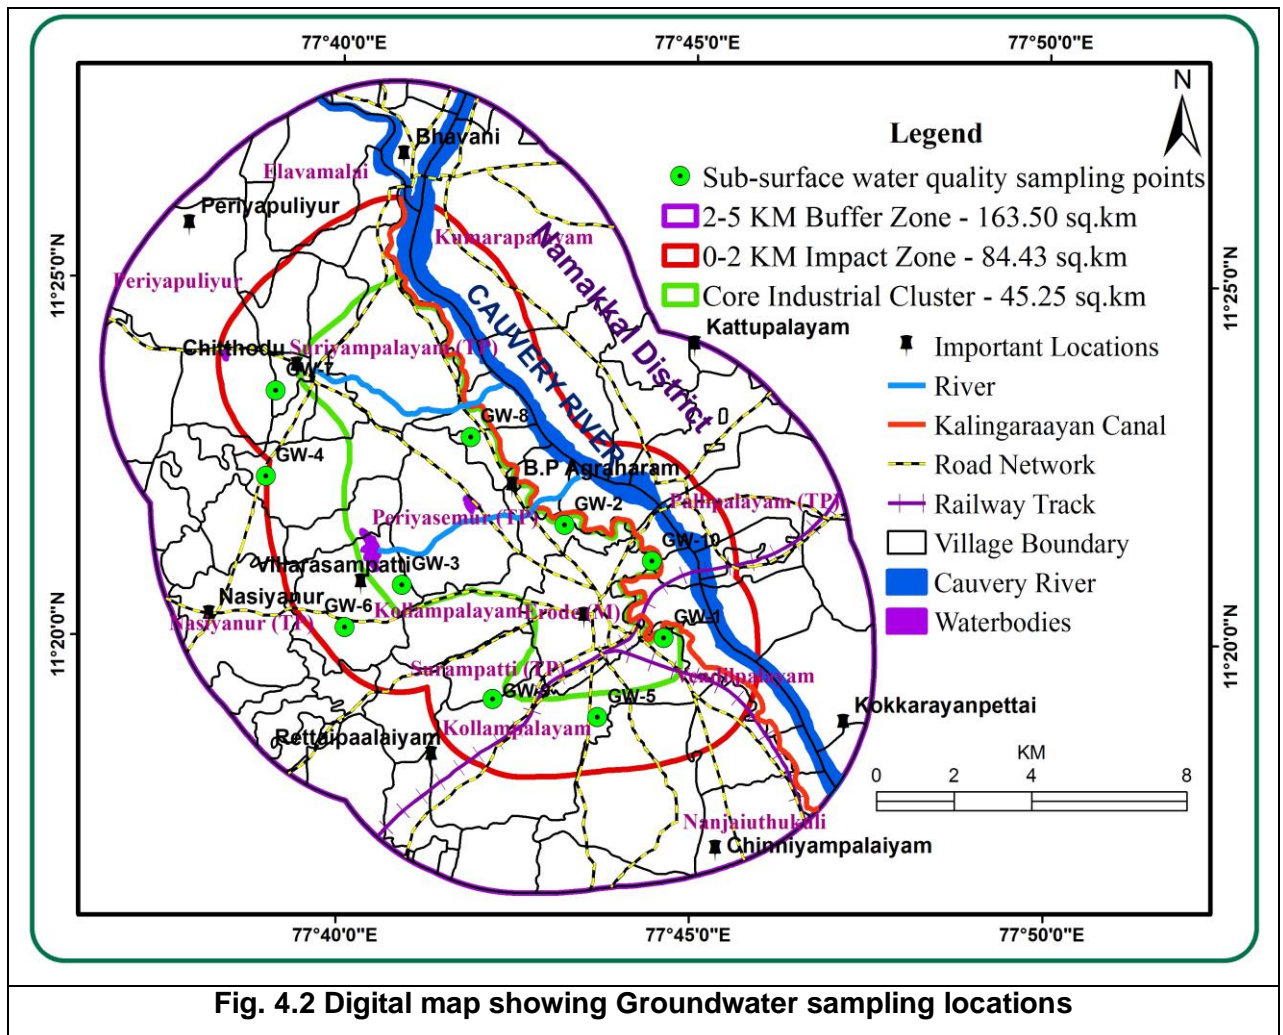 77°40'0"E
77°45'0"E
77°50'0"E
N
Legend
Sub-surface water quality sampling points
2-5 KM Buffer Zone - 163.50 sq.km
0-2 KM Impact Zone - 84.43 sq.km
Core Industrial Cluster - 45.25 sq.km
Important Locations
River
Kalingaraayan Canal
Road Network
Railway Track
Village Boundary
Cauvery River
Waterbodies
KM
0 2 4 8
11°25'0"N
11°25'0"N
11°20'0"N
11°20'0"N
Bhavani
Elavamalai
Periyapuliyur
Kumarapalayam
Periyapuliyur
Namakkal District
CAUVERY RIVER
Kattupalayam
Chitthodu
Suriyampalayam (TP)
GW-7
GW-8
GW-4
B.P Agraharam
Pallipalayam (TP)
Periyasemur (TP)
GW-2
GW-10
Villarasampatti
GW-3
Nasiyanur
GW-6
Kollampalayam
Erode (M)
Nasiyanur (TP)
GW-1
Surampatti (TP)
Vendipalayam
GW-9
GW-5
Kokkarayanpettai
Kollampalayam
Rettaipaalaiyam
Nanjaiuthukuli
Chinniyampalaiyam
77°40'0"E
77°45'0"E
77°50'0"E
Fig. 4.2 Digital map showing Groundwater sampling locations